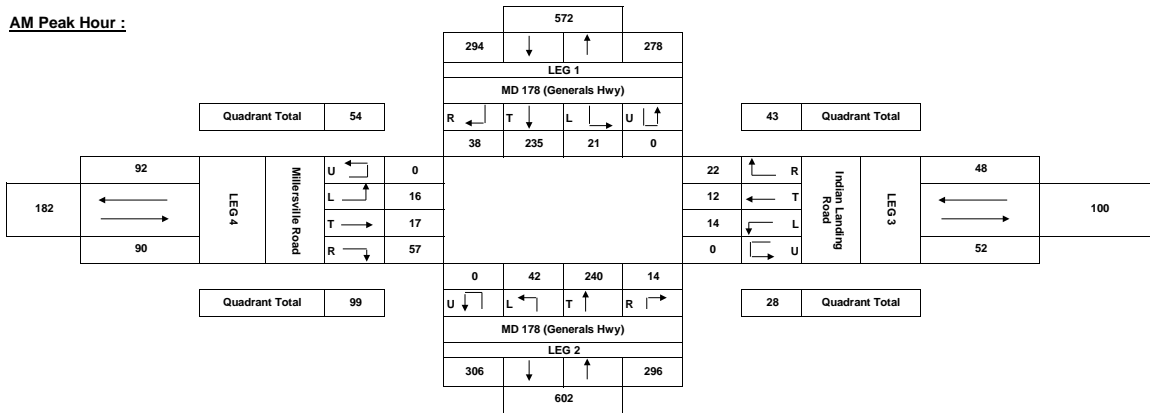 AM Peak Hour :
572
294 278
LEG 1
MD 178 (Generals Hwy)
Quadrant Total 54
R T L U
43 Quadrant Total
38 235 21 0
92
U 0
22 R
48
182
LEG 4
Millersville Road
L 16
12 T
Indian Landing
Road
LEG 3
100
T 17
14 L
90
R 57
0 U
52
0 42 240 14
Quadrant Total 99
U L T R
28 Quadrant Total
MD 178 (Generals Hwy)
LEG 2
306 296
602